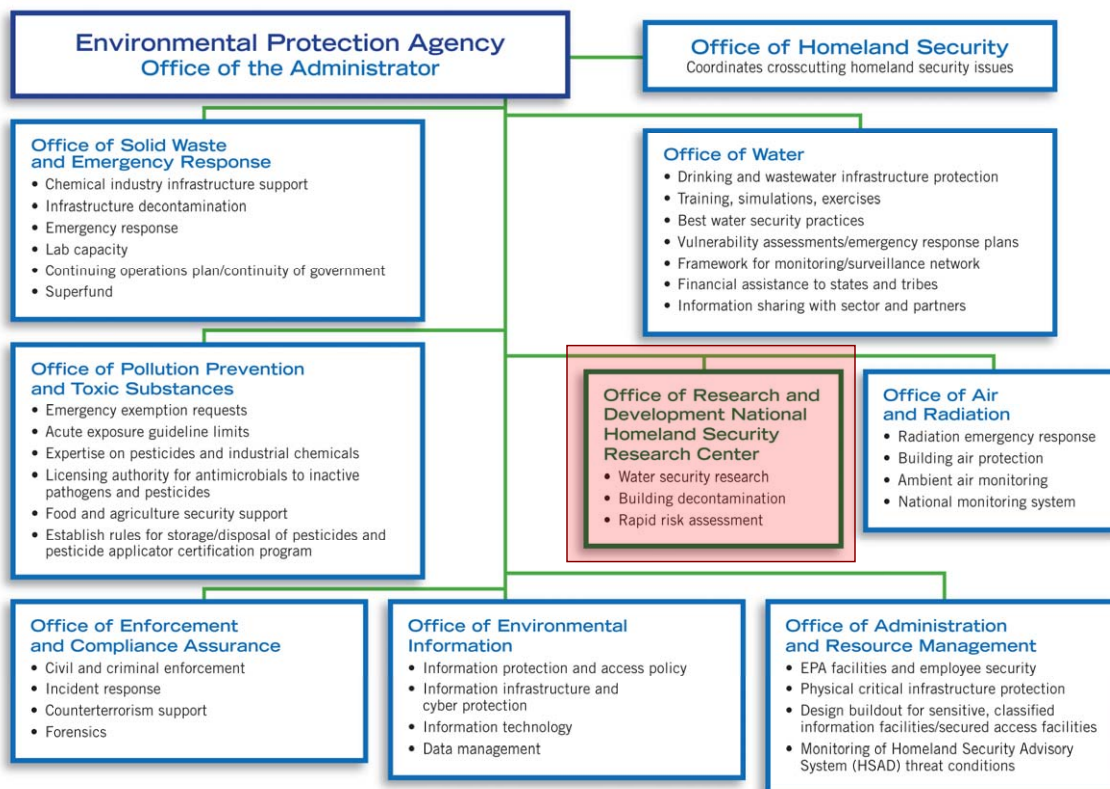 Environmental Protection Agency
Office of the Administrator
Office of Homeland Security
Coordinates crosscutting homeland security issues
Office of Solid Waste
and Emergency Response
• Chemical industry infrastructure support
• Infrastructure decontamination
• Emergency response
• Lab capacity
• Continuing operations plan/continuity of government
• Superfund
Office of Water
• Drinking and wastewater infrastructure protection
• Training, simulations, exercises
• Best water security practices
• Vulnerability assessments/emergency response plans
• Framework for monitoring/surveillance network
• Financial assistance to states and tribes
• Information sharing with sector and partners
Office of Pollution Prevention
and Toxic Substances
• Emergency exemption requests
• Acute exposure guideline limits
• Expertise on pesticides and industrial chemicals
• Licensing authority for antimicrobials to inactive
pathogens and pesticides
• Food and agriculture security support
• Establish rules for storage/disposal of pesticides and
pesticide applicator certification program
Office of Research and
Development National
Homeland Security
Research Center
• Water security research
• Building decontamination
• Rapid risk assessment
Office of Air
and Radiation
• Radiation emergency response
• Building air protection
• Ambient air monitoring
• National monitoring system
Office of Enforcement
and Compliance Assurance
• Civil and criminal enforcement
• Incident response
• Counterterrorism support
• Forensics
Office of Environmental
Information
• Information protection and access policy
• Information infrastructure and
cyber protection
• Information technology
• Data management
Office of Administration
and Resource Management
• EPA facilities and employee security
• Physical critical infrastructure protection
• Design buildout for sensitive, classified
information facilities/secured access facilities
• Monitoring of Homeland Security Advisory
System (HSAD) threat conditions